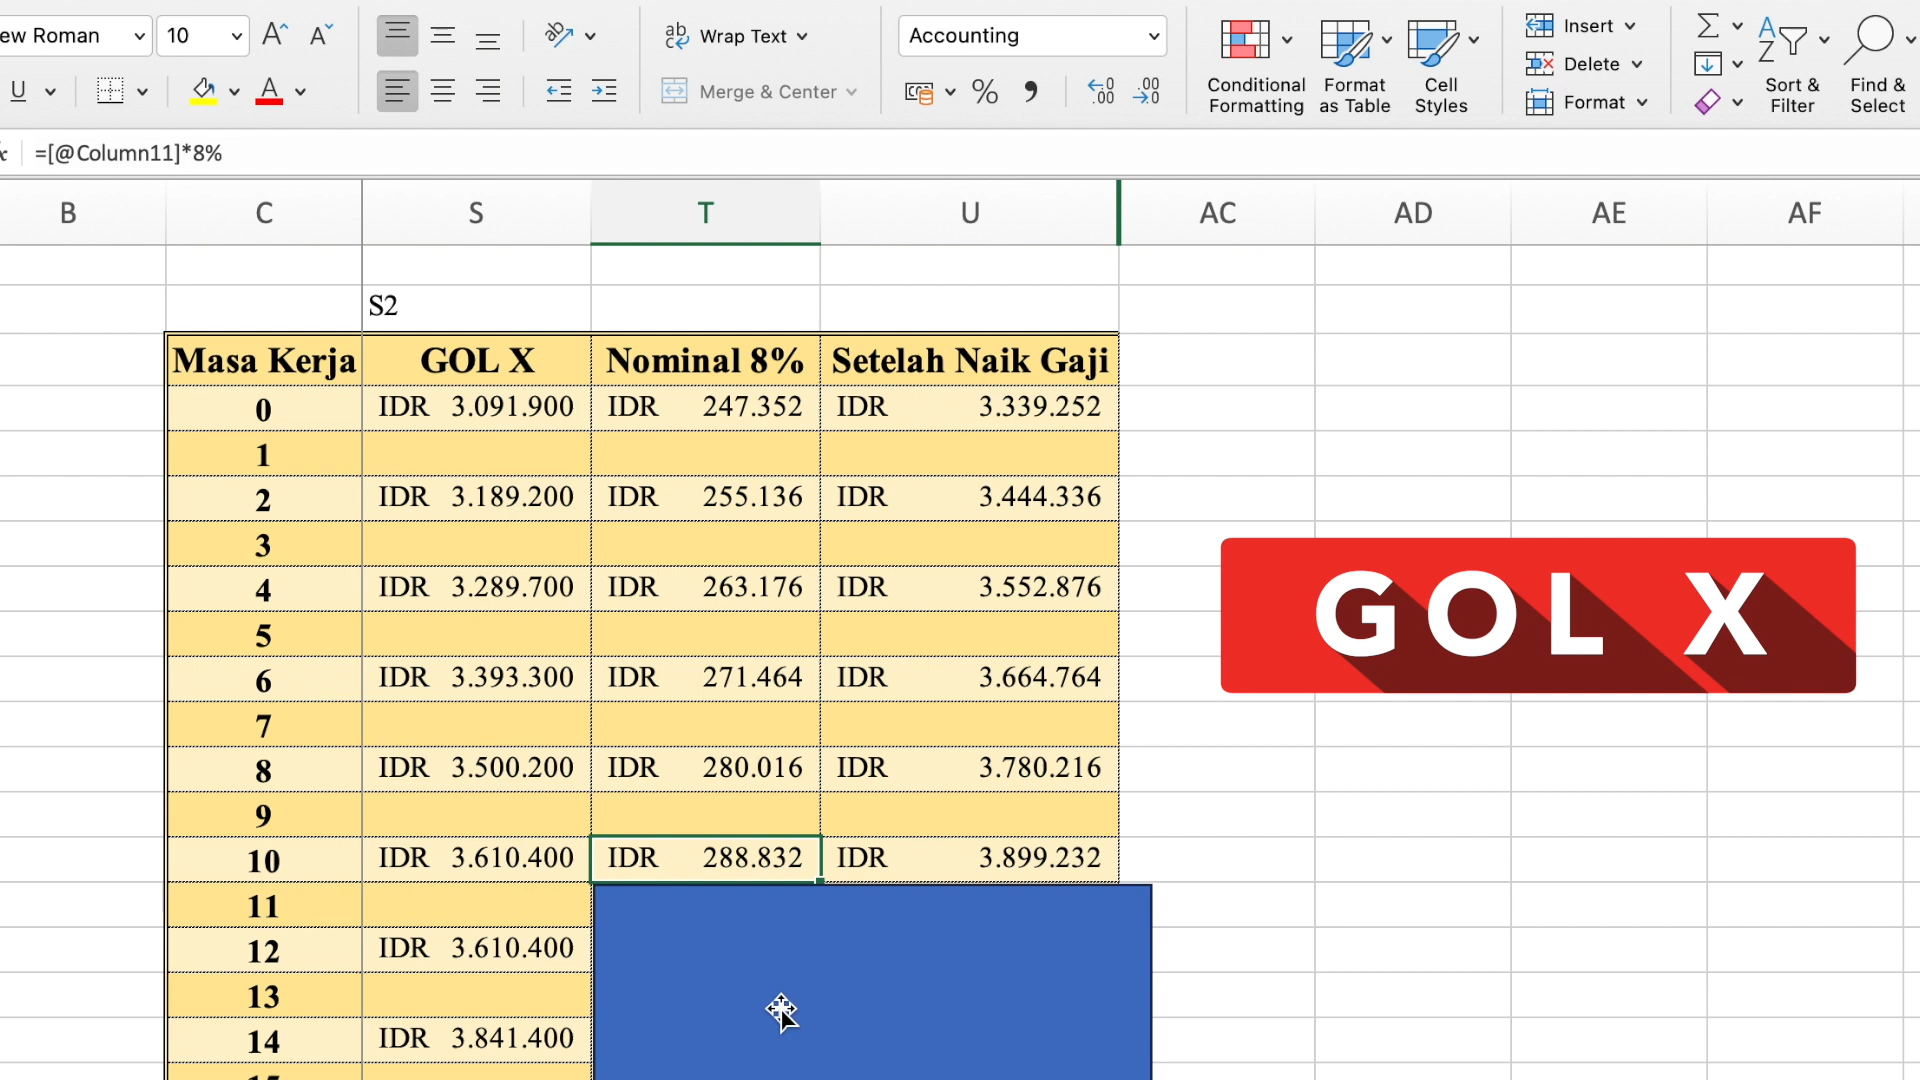 ew Roman 10 Wrap Text Accounting Insert
Delete
U Merge & Center Conditional Formatting Format as Table Cell Styles Format Sort & Filter Find & Select
=[@Column11]*8%
B C S T U AC AD AE AF
S2
Masa Kerja GOL X Nominal 8% Setelah Naik Gaji
0 IDR 3.091.900 IDR 247.352 IDR 3.339.252
1
2 IDR 3.189.200 IDR 255.136 IDR 3.444.336
3
4 IDR 3.289.700 IDR 263.176 IDR 3.552.876
5
6 IDR 3.393.300 IDR 271.464 IDR 3.664.764
7
8 IDR 3.500.200 IDR 280.016 IDR 3.780.216
9
10 IDR 3.610.400 IDR 288.832 IDR 3.899.232
11
12 IDR 3.610.400
13
14 IDR 3.841.400
GOL X